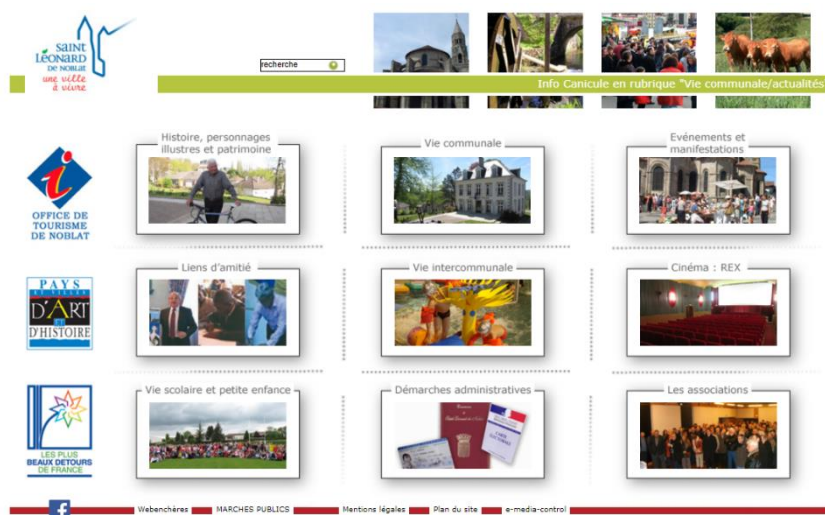 SAINT
LÉONARD
DE NOBLAT
une ville
à vivre
recherche
Info Canicule en rubrique "Vie communale/actualités
OFFICE DE
TOURISME
DE NOBLAT
Histoire, personnages
illustres et patrimoine
Vie communale
Evénements et
manifestations
PAYS
D'ART
D'HISTOIRE
Liens d'amitié
Vie intercommunale
Cinéma : REX
LES PLUS
BEAUX DETOURS
DE FRANCE
Vie scolaire et petite enfance
Démarches administratives
Les associations
Webenchères
MARCHES PUBLICS
Mentions légales
Plan du site
e-media-control